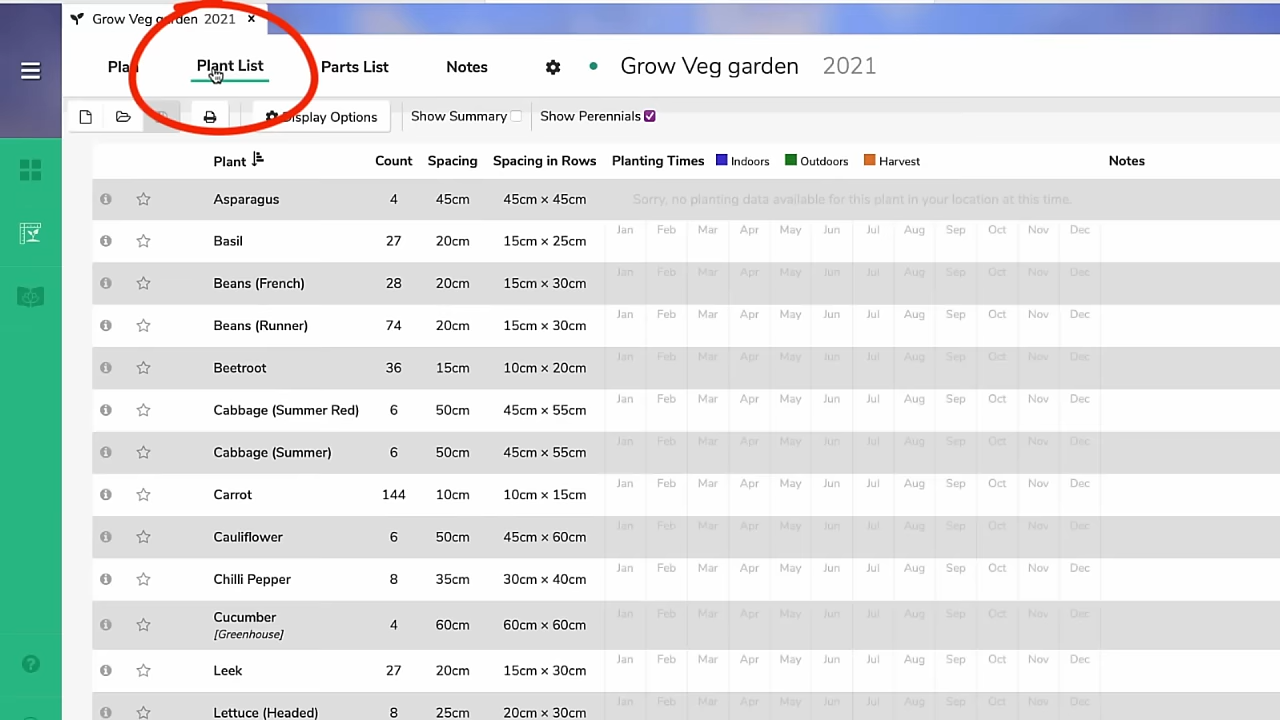 Grow Veg garden 2021 ×
Plan Plant List Parts List Notes Grow Veg garden 2021
Display Options Show Summary Show Perennials
Plant Count Spacing Spacing in Rows Planting Times Indoors Outdoors Harvest Notes
Asparagus 4 45cm 45cm × 45cm Sorry, no planting data available for this plant in your location at this time.
Basil 27 20cm 15cm × 25cm Jan Feb Mar Apr May Jun Jul Aug Sep Oct Nov Dec
Beans (French) 28 20cm 15cm × 30cm Jan Feb Mar Apr May Jun Jul Aug Sep Oct Nov Dec
Beans (Runner) 74 20cm 15cm × 30cm Jan Feb Mar Apr May Jun Jul Aug Sep Oct Nov Dec
Beetroot 36 15cm 10cm × 20cm Jan Feb Mar Apr May Jun Jul Aug Sep Oct Nov Dec
Cabbage (Summer Red) 6 50cm 45cm × 55cm Jan Feb Mar Apr May Jun Jul Aug Sep Oct Nov Dec
Cabbage (Summer) 6 50cm 45cm × 55cm Jan Feb Mar Apr May Jun Jul Aug Sep Oct Nov Dec
Carrot 144 10cm 10cm × 15cm Jan Feb Mar Apr May Jun Jul Aug Sep Oct Nov Dec
Cauliflower 6 50cm 45cm × 60cm Jan Feb Mar Apr May Jun Jul Aug Sep Oct Nov Dec
Chilli Pepper 8 35cm 30cm × 40cm Jan Feb Mar Apr May Jun Jul Aug Sep Oct Nov Dec
Cucumber 4 60cm 60cm × 60cm Jan Feb Mar Apr May Jun Jul Aug Sep Oct Nov Dec
[Greenhouse]
Leek 27 20cm 15cm × 30cm Jan Feb Mar Apr May Jun Jul Aug Sep Oct Nov Dec
Lettuce (Headed) 8 25cm 20cm × 30cm Jan Feb Mar Apr May Jun Jul Aug Sep Oct Nov Dec